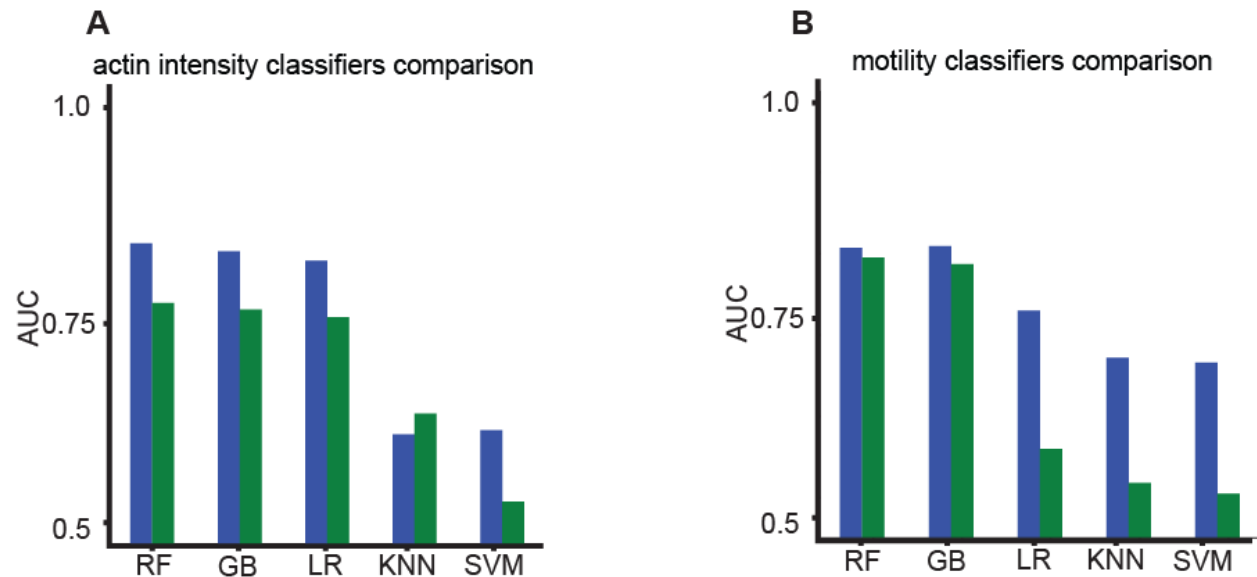 A
actin intensity classifiers comparison
1.0
AUC
0.75
0.5
RF GB LR KNN SVM
B
motility classifiers comparison
1.0
AUC
0.75
0.5
RF GB LR KNN SVM